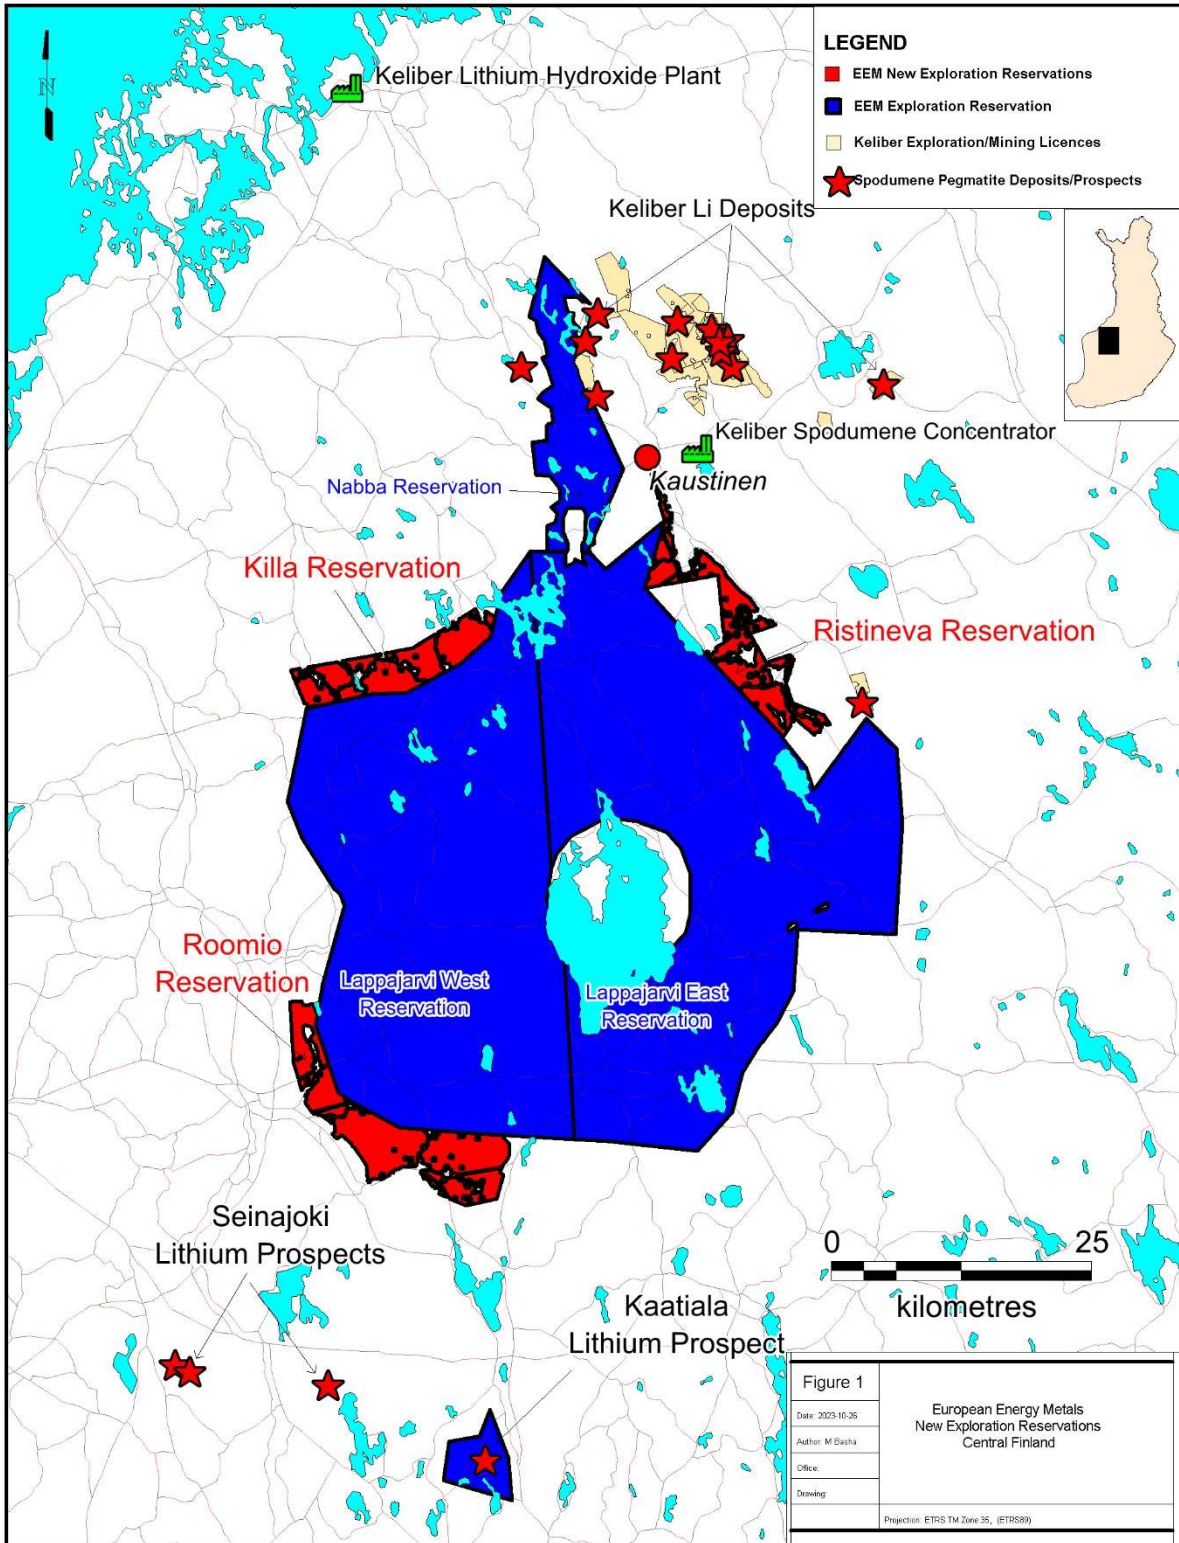 N
Keliber Lithium Hydroxide Plant
LEGEND
EEM New Exploration Reservations
EEM Exploration Reservation
Keliber Exploration/Mining Licences
Spodumene Pegmatite Deposits/Prospects
Keliber Li Deposits
Keliber Spodumene Concentrator
Kaustinen
Nabba Reservation
Killa Reservation
Ristineva Reservation
Roomio
Reservation
Lappajarvi West
Reservation
Lappajarvi East
Reservation
Seinajoki
Lithium Prospects
0 25
kilometres
Kaatiala
Lithium Prospect
Figure 1
Date: 2023-10-26
Author: M Basha
Office:
Drawing:
European Energy Metals
New Exploration Reservations
Central Finland
Projection: ETRS TM Zone 35, (ETRS89)